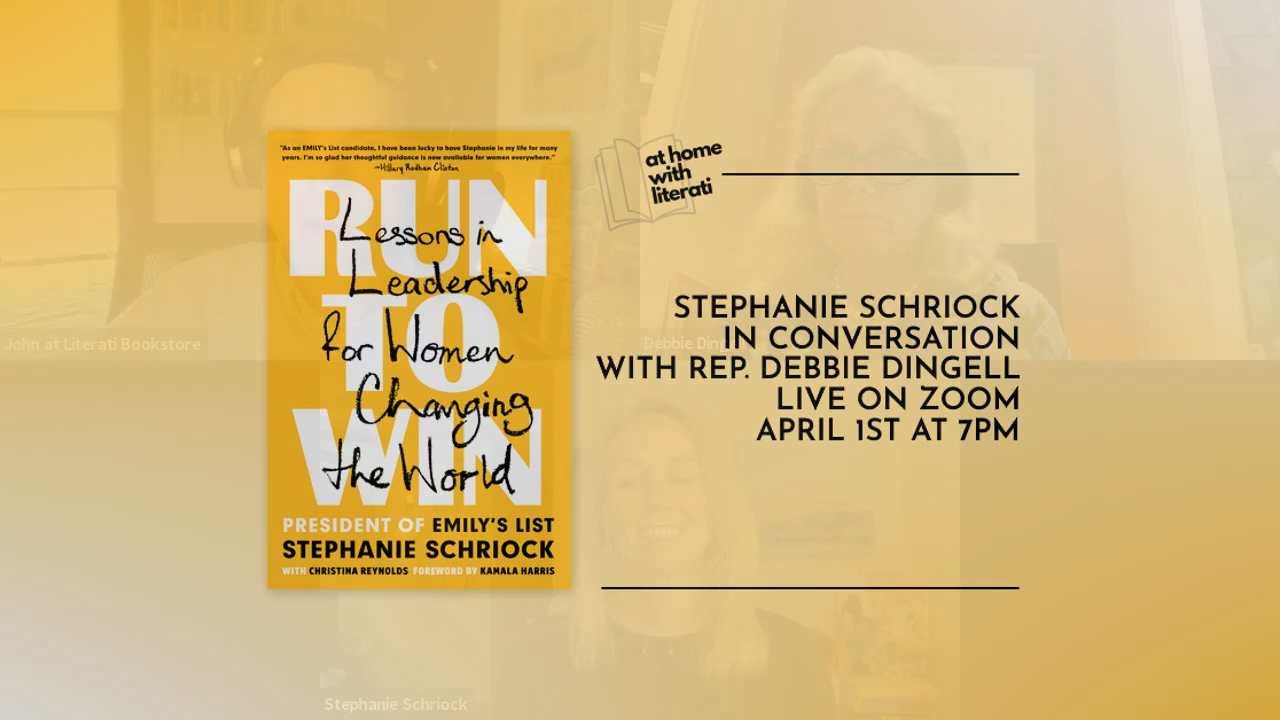 "As an EMILY's List candidate, I have been lucky to have Stephanie in my life for many
years. I'm so glad her thoughtful guidance is now available for women everywhere."
—Hillary Rodham Clinton
RUN
Lessons in
Leadership
TO
for Women
Changing
WIN
the World
PRESIDENT OF EMILY'S LIST
STEPHANIE SCHRIOCK
WITH CHRISTINA REYNOLDS FOREWORD BY KAMALA HARRIS
at home
with
literati
STEPHANIE SCHRIOCK
IN CONVERSATION
WITH REP. DEBBIE DINGELL
LIVE ON ZOOM
APRIL 1ST AT 7PM
John at Literati Bookstore
Debbie Dingell
Stephanie Schriock